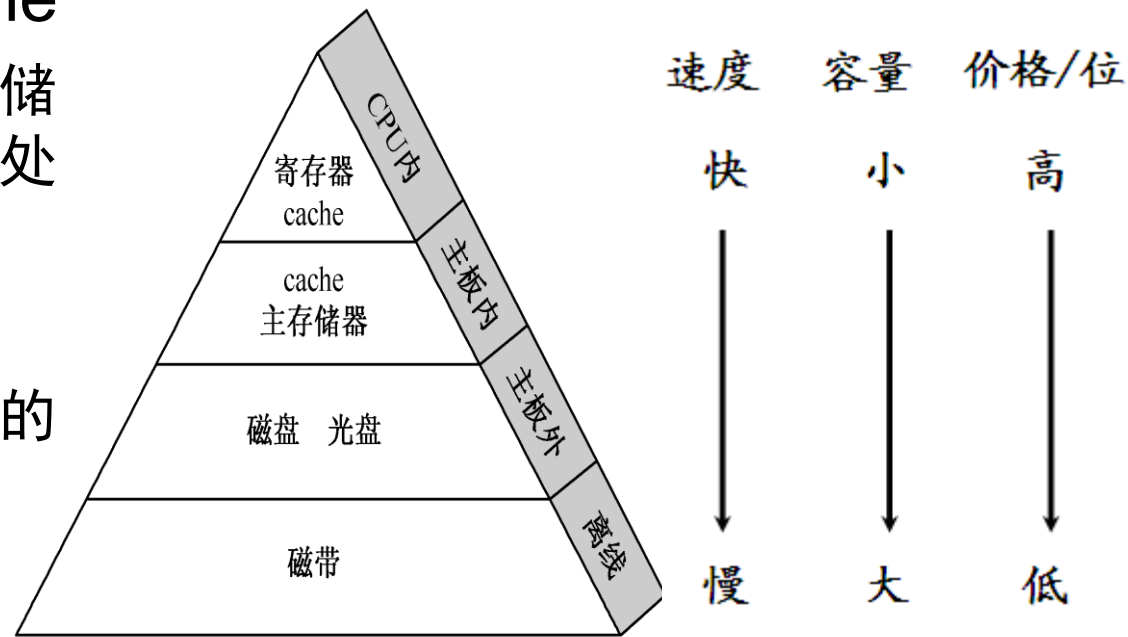 le
储
处
的
CPU内
寄存器
cache
主板内
cache
主存储器
主板外
磁盘 光盘
离线
磁带
速度 容量 价格/位
快 小 高
慢 大 低